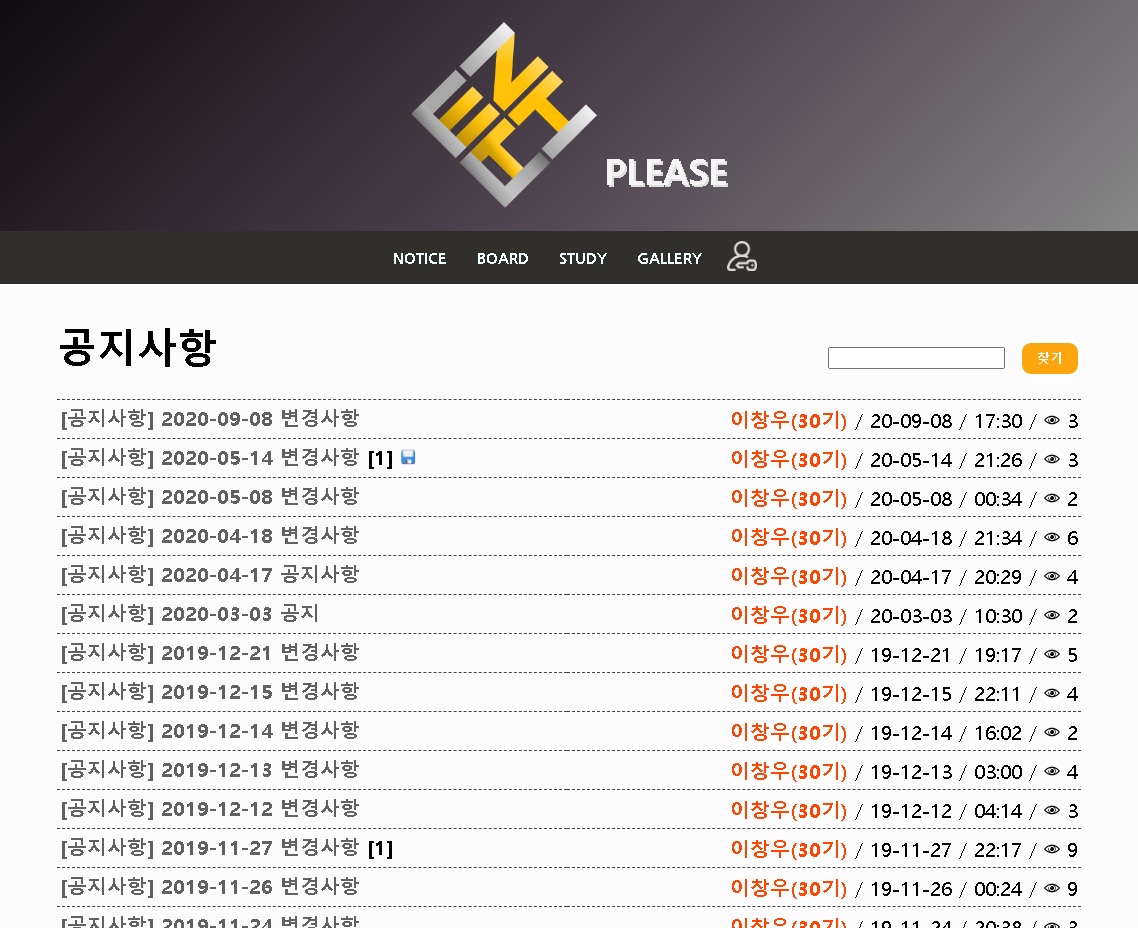 PLEASE
NOTICE BOARD STUDY GALLERY
공지사항
찾기
[공지사항] 2020-09-08 변경사항 이창우(30기) / 20-09-08 / 17:30 / 3
[공지사항] 2020-05-14 변경사항 [1] 이창우(30기) / 20-05-14 / 21:26 / 3
[공지사항] 2020-05-08 변경사항 이창우(30기) / 20-05-08 / 00:34 / 2
[공지사항] 2020-04-18 변경사항 이창우(30기) / 20-04-18 / 21:34 / 6
[공지사항] 2020-04-17 공지사항 이창우(30기) / 20-04-17 / 20:29 / 4
[공지사항] 2020-03-03 공지 이창우(30기) / 20-03-03 / 10:30 / 2
[공지사항] 2019-12-21 변경사항 이창우(30기) / 19-12-21 / 19:17 / 5
[공지사항] 2019-12-15 변경사항 이창우(30기) / 19-12-15 / 22:11 / 4
[공지사항] 2019-12-14 변경사항 이창우(30기) / 19-12-14 / 16:02 / 2
[공지사항] 2019-12-13 변경사항 이창우(30기) / 19-12-13 / 03:00 / 4
[공지사항] 2019-12-12 변경사항 이창우(30기) / 19-12-12 / 04:14 / 3
[공지사항] 2019-11-27 변경사항 [1] 이창우(30기) / 19-11-27 / 22:17 / 9
[공지사항] 2019-11-26 변경사항 이창우(30기) / 19-11-26 / 00:24 / 9
[공지사항] 2019-11-24 변경사항 이창우(30기) / 19-11-24 / 20:38 /